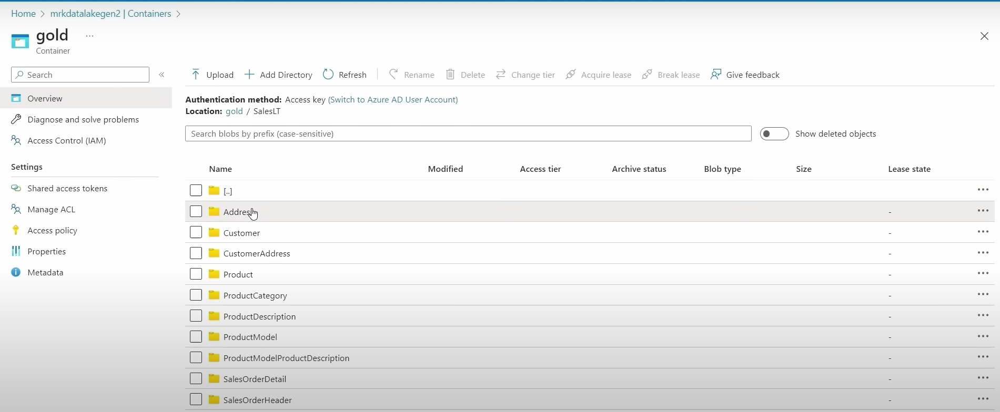 Home > mrkdatalakegen2 | Containers >
gold ...
Container
Search «
Upload Add Directory Refresh Rename Delete Change tier Acquire lease Break lease Give feedback
Overview
Diagnose and solve problems
Access Control (IAM)
Settings
Shared access tokens
Manage ACL
Access policy
Properties
Metadata
Authentication method: Access key (Switch to Azure AD User Account)
Location: gold / SalesLT
Search blobs by prefix (case-sensitive) Show deleted objects
Name Modified Access tier Archive status Blob type Size Lease state
[..] ...
Address - ...
Customer - ...
CustomerAddress - ...
Product - ...
ProductCategory - ...
ProductDescription - ...
ProductModel - ...
ProductModelProductDescription - ...
SalesOrderDetail - ...
SalesOrderHeader - ...